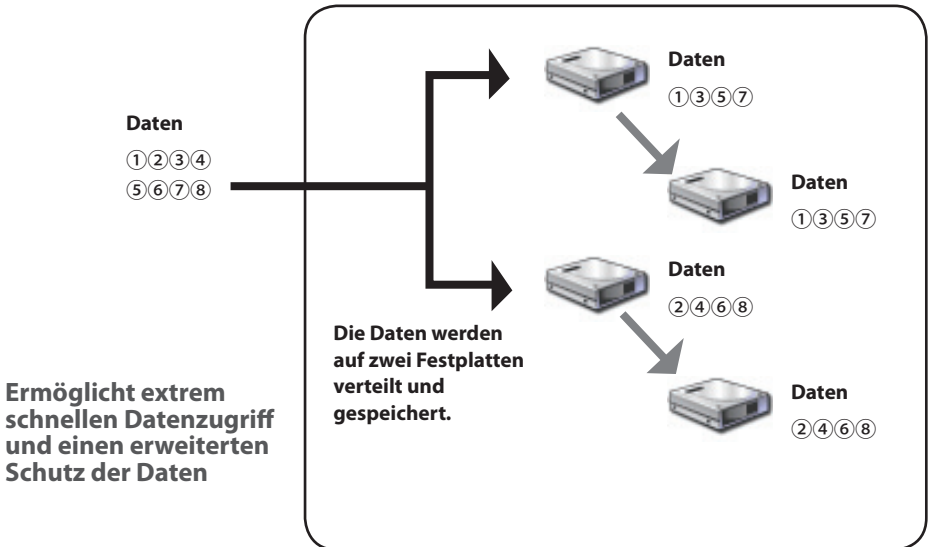 Daten
①②③④
⑤⑥⑦⑧
Daten
①③⑤⑦
Daten
①③⑤⑦
Daten
②④⑥⑧
Daten
②④⑥⑧
Die Daten werden
auf zwei Festplatten
verteilt und
gespeichert.
Ermöglicht extrem
schnellen Datenzugriff
und einen erweiterten
Schutz der Daten